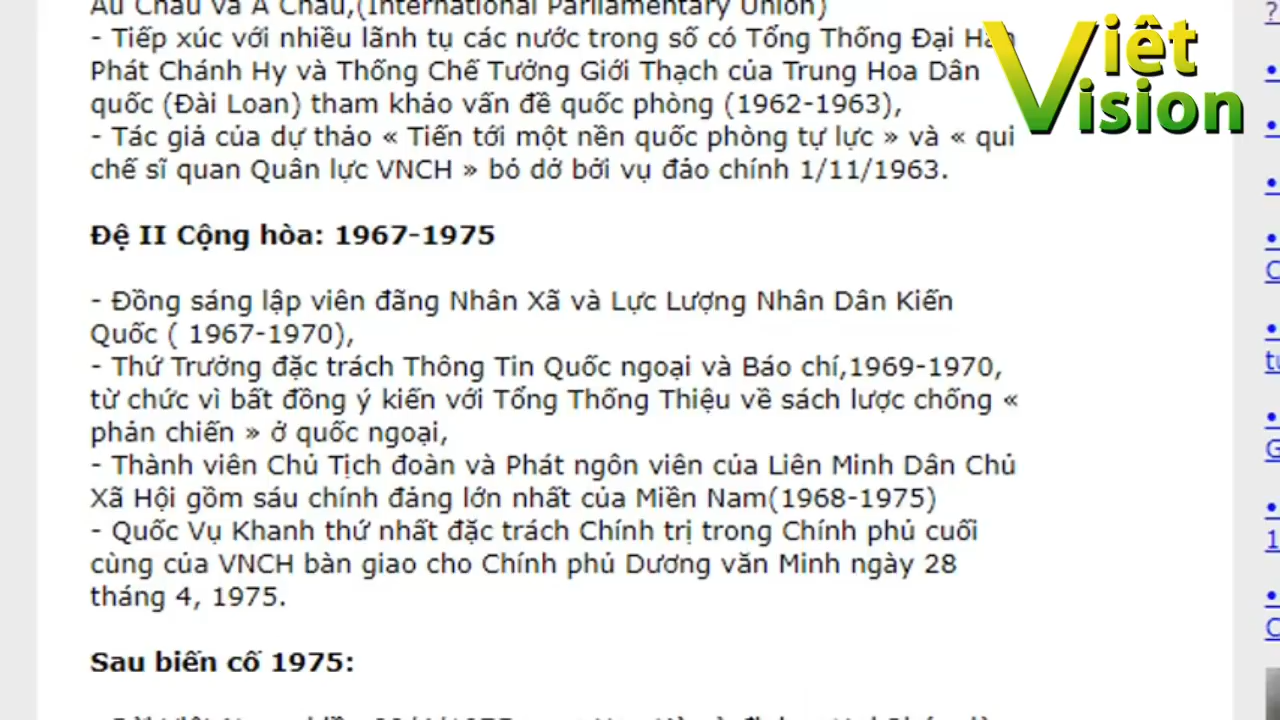 Âu Châu và Á Châu,(International Parliamentary Union)
- Tiếp xúc với nhiều lãnh tụ các nước trong số có Tổng Thống Đại Hàn
Phát Chánh Hy và Thống Chế Tưởng Giới Thạch của Trung Hoa Dân
quốc (Đài Loan) tham khảo vấn đề quốc phòng (1962-1963),
- Tác giả của dự thảo « Tiến tới một nền quốc phòng tự lực » và « qui
chế sĩ quan Quân lực VNCH » bỏ dở bởi vụ đảo chính 1/11/1963.
Đệ II Cộng hòa: 1967-1975
- Đồng sáng lập viên đãng Nhân Xã và Lực Lượng Nhân Dân Kiến
Quốc ( 1967-1970),
- Thứ Trưởng đặc trách Thông Tin Quốc ngoại và Báo chí,1969-1970,
từ chức vì bất đồng ý kiến với Tổng Thống Thiệu về sách lược chống «
phản chiến » ở quốc ngoại,
- Thành viên Chủ Tịch đoàn và Phát ngôn viên của Liên Minh Dân Chủ
Xã Hội gồm sáu chính đảng lớn nhất của Miền Nam(1968-1975)
- Quốc Vụ Khanh thứ nhất đặc trách Chính trị trong Chính phủ cuối
cùng của VNCH bàn giao cho Chính phủ Dương văn Minh ngày 28
tháng 4, 1975.
Sau biến cố 1975:
Việt Vision